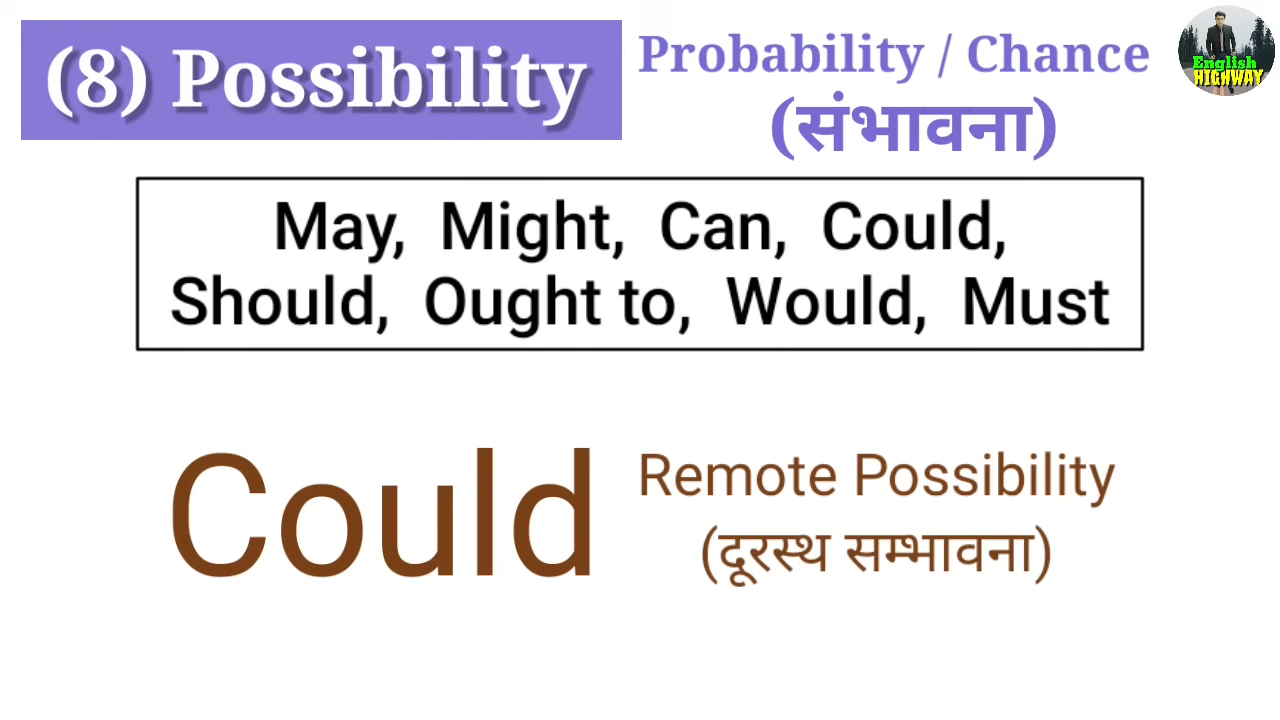 (8) Possibility
Probability / Chance
(संभावना)
English
HIGHWAY
May, Might, Can, Could,
Should, Ought to, Would, Must
Could
Remote Possibility
(दूरस्थ सम्भावना)